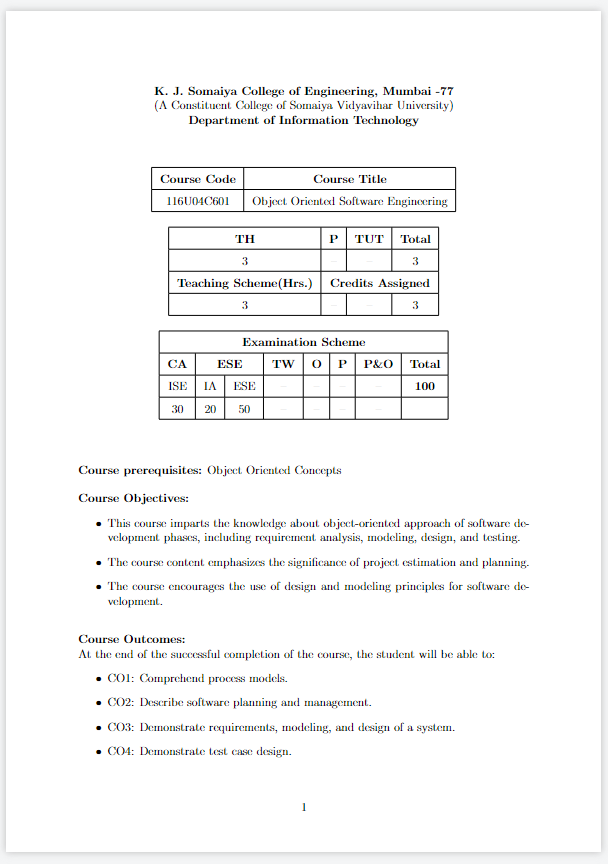 K. J. Somaiya College of Engineering, Mumbai -77
(A Constituent College of Somaiya Vidyavihar University)
Department of Information Technology
Course Code Course Title
116U04C601 Object Oriented Software Engineering
TH P TUT Total
3 – – 3
Teaching Scheme(Hrs.) Credits Assigned
3 – – 3
Examination Scheme
CA ESE TW O P P&O Total
ISE IA ESE – – – – 100
30 20 50 – – – –
Course prerequisites: Object Oriented Concepts
Course Objectives:
• This course imparts the knowledge about object-oriented approach of software de-
velopment phases, including requirement analysis, modeling, design, and testing.
• The course content emphasizes the significance of project estimation and planning.
• The course encourages the use of design and modeling principles for software de-
velopment.
Course Outcomes:
At the end of the successful completion of the course, the student will be able to:
• CO1: Comprehend process models.
• CO2: Describe software planning and management.
• CO3: Demonstrate requirements, modeling, and design of a system.
• CO4: Demonstrate test case design.
1